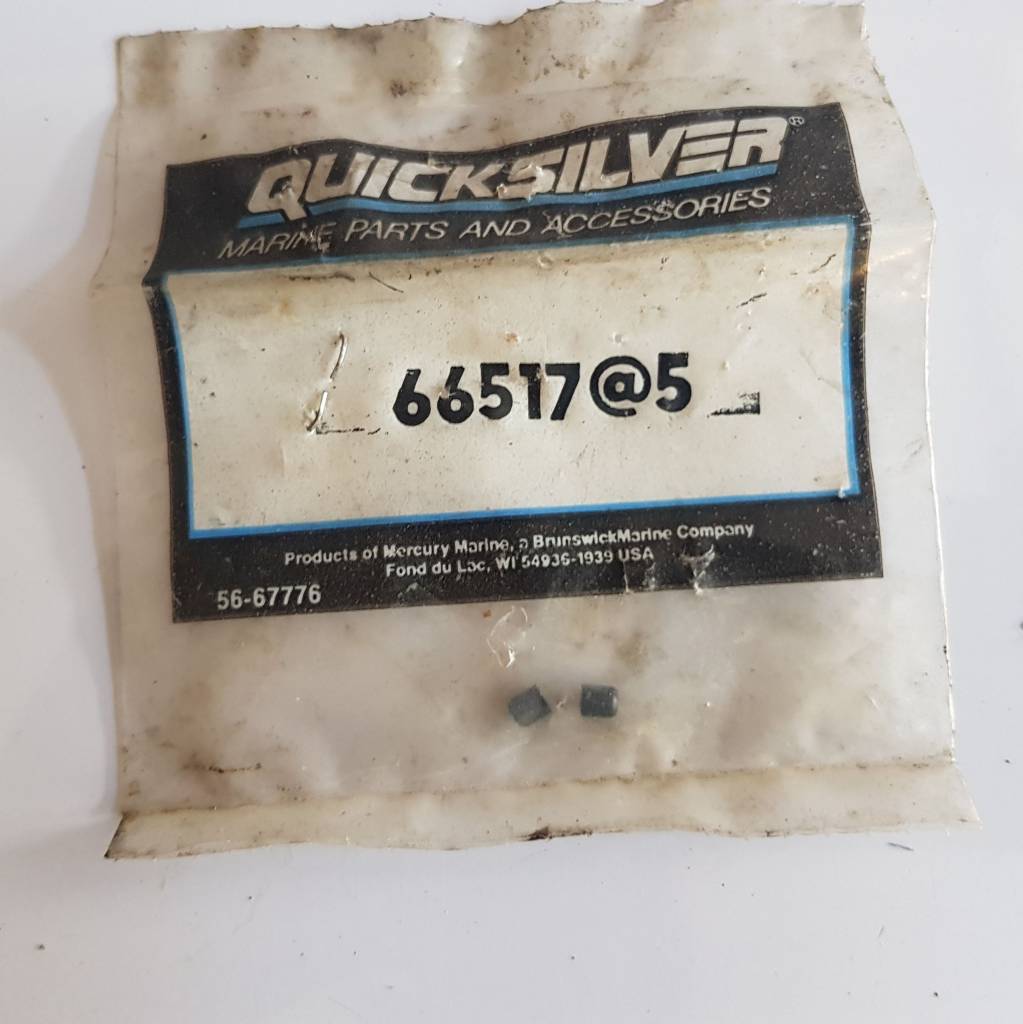 QUICKSILVER®
MARINE PARTS AND ACCESSORIES
66517@5
Products of Mercury Marine, a BrunswickMarine Company
Fond du Lac, WI 54936-1939 USA
56-67776